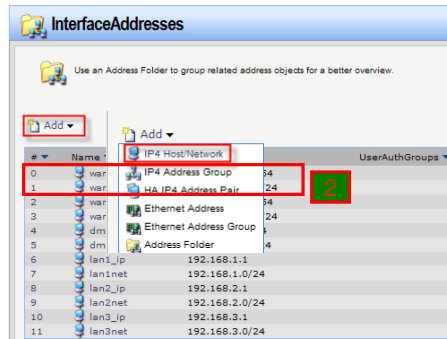 InterfaceAddresses
Use an Address Folder to group related address objects for a better overview.
Add
Add
# Name UserAuthGroups
IP4 Host/Network
IP4 Address Group
HA IP4 Address Pair
Ethernet Address
Ethernet Address Group
Address Folder
2
0 war 54
1 war 24
2 war
3 war
4 dm
5 dm
6 lan1_ip 192.168.1.1
7 lan1net 192.168.1.0/24
8 lan2_ip 192.168.2.1
9 lan2net 192.168.2.0/24
10 lan3_ip 192.168.3.1
11 lan3net 192.168.3.0/24